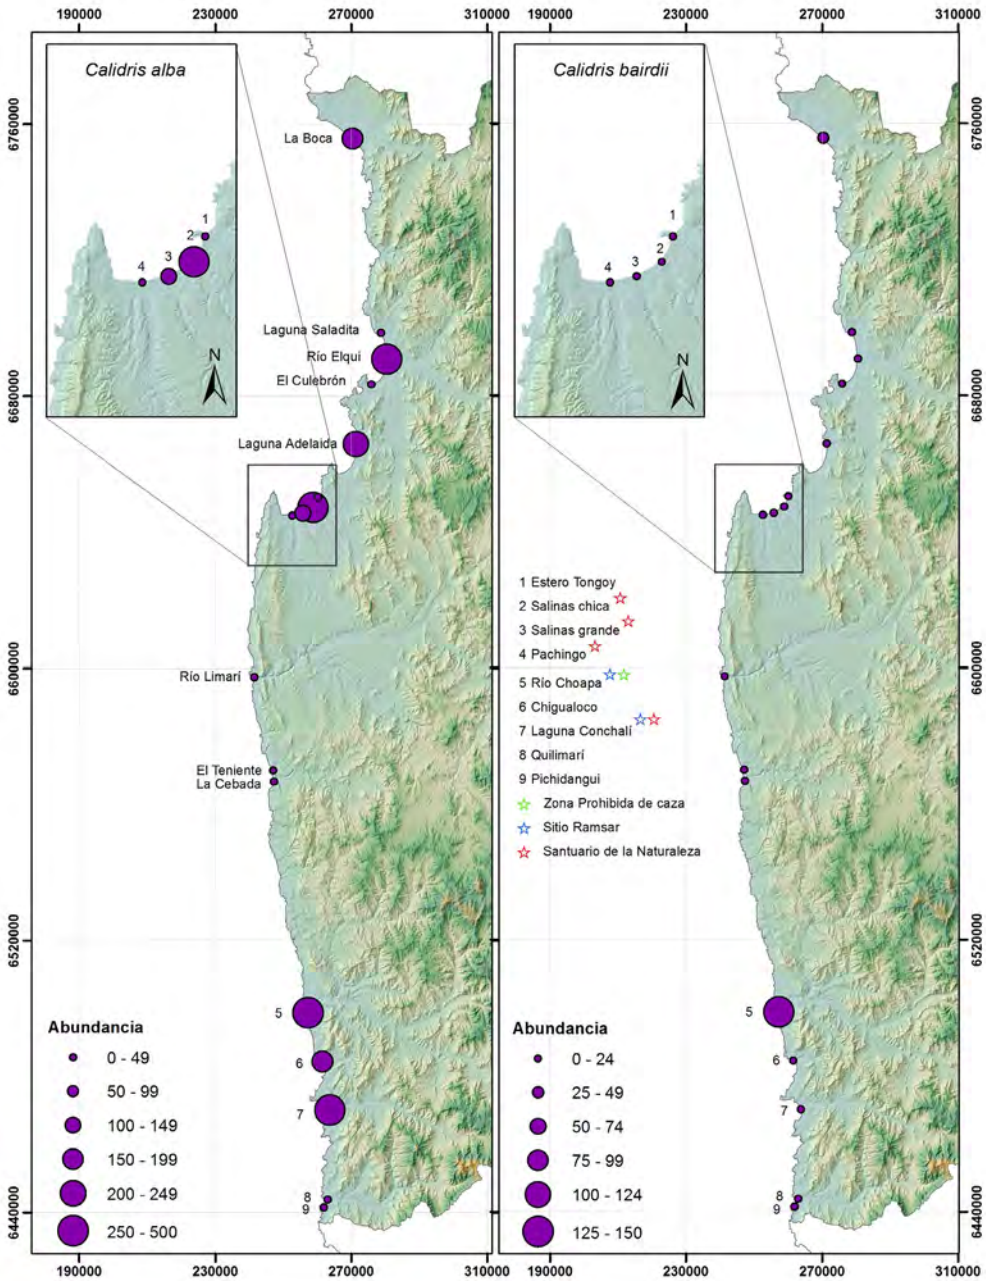 190000 230000 270000 310000 190000 230000 270000 310000
Calidris alba
Calidris bairdii
6760000
6760000
La Boca
1
2
3
4
1
2
3
4
N
N
Laguna Saladita
Río Elqui
El Culebrón
6680000
6680000
Laguna Adelaida
1 Estero Tongoy
2 Salinas chica
3 Salinas grande
4 Pachingo
5 Río Choapa
6 Chigualoco
7 Laguna Conchalí
8 Quilimarí
9 Pichidangui
Zona Prohibida de caza
Sitio Ramsar
Santuario de la Naturaleza
6600000
6600000
Río Limarí
El Teniente
La Cebada
6520000
6520000
5
6
7
8
9
5
6
7
8
9
Abundancia
0 - 49
50 - 99
100 - 149
150 - 199
200 - 249
250 - 500
Abundancia
0 - 24
25 - 49
50 - 74
75 - 99
100 - 124
125 - 150
6440000
6440000
190000 230000 270000 310000 190000 230000 270000 310000